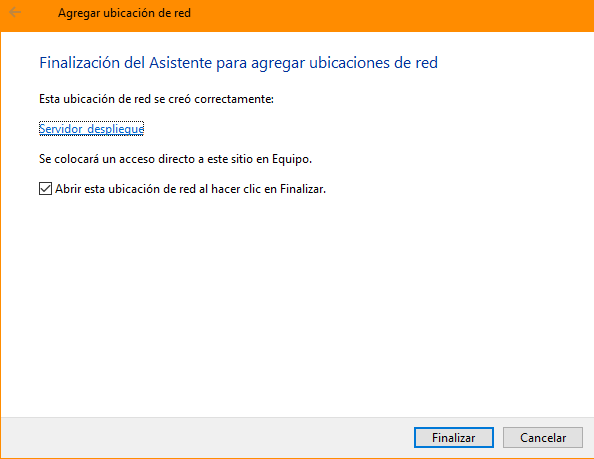 Agregar ubicación de red
Finalización del Asistente para agregar ubicaciones de red
Esta ubicación de red se creó correctamente:
Servidor_despliegue
Se colocará un acceso directo a este sitio en Equipo.
Abrir esta ubicación de red al hacer clic en Finalizar.
Finalizar
Cancelar